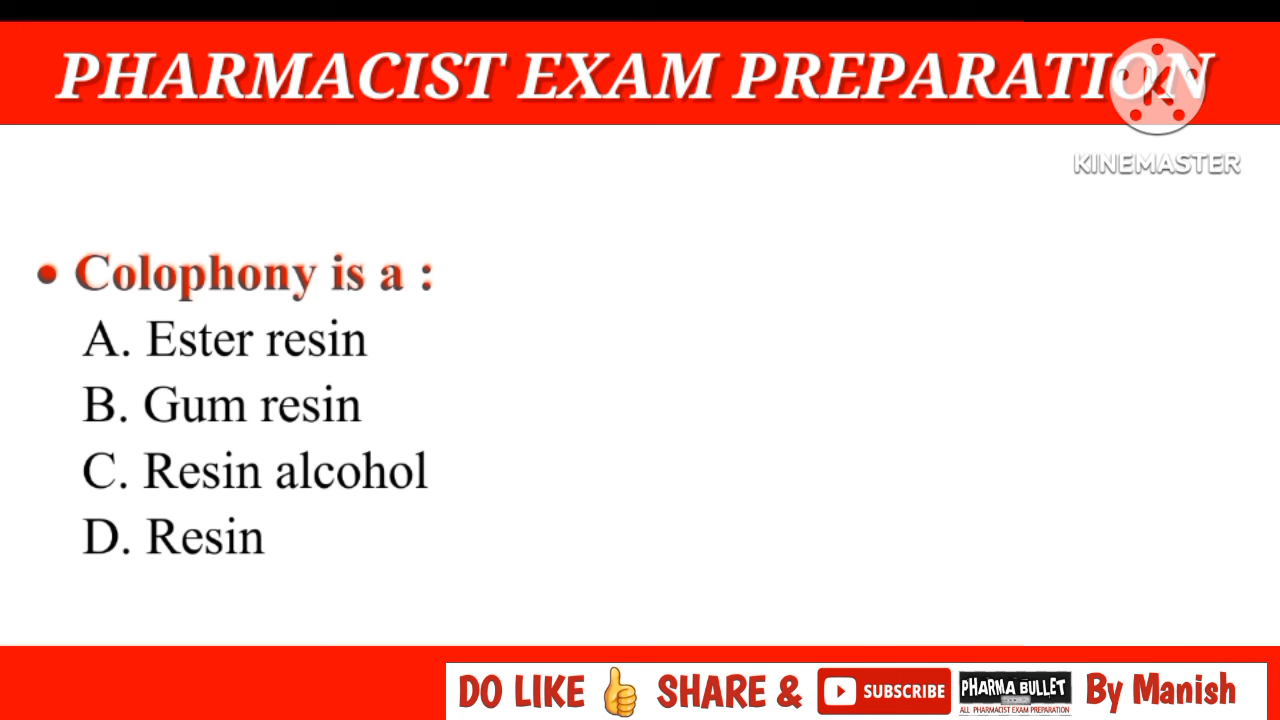 PHARMACIST EXAM PREPARATION
KINEMASTER
• Colophony is a :
A. Ester resin
B. Gum resin
C. Resin alcohol
D. Resin
DO LIKE SHARE & SUBSCRIBE PHARMA BULLET By Manish
ALL PHARMACIST EXAM PREPARATION